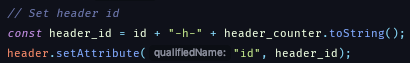 // Set header id
const header_id = id + "-h-" + header_counter.toString();
header.setAttribute( qualifiedName: "id", header_id);